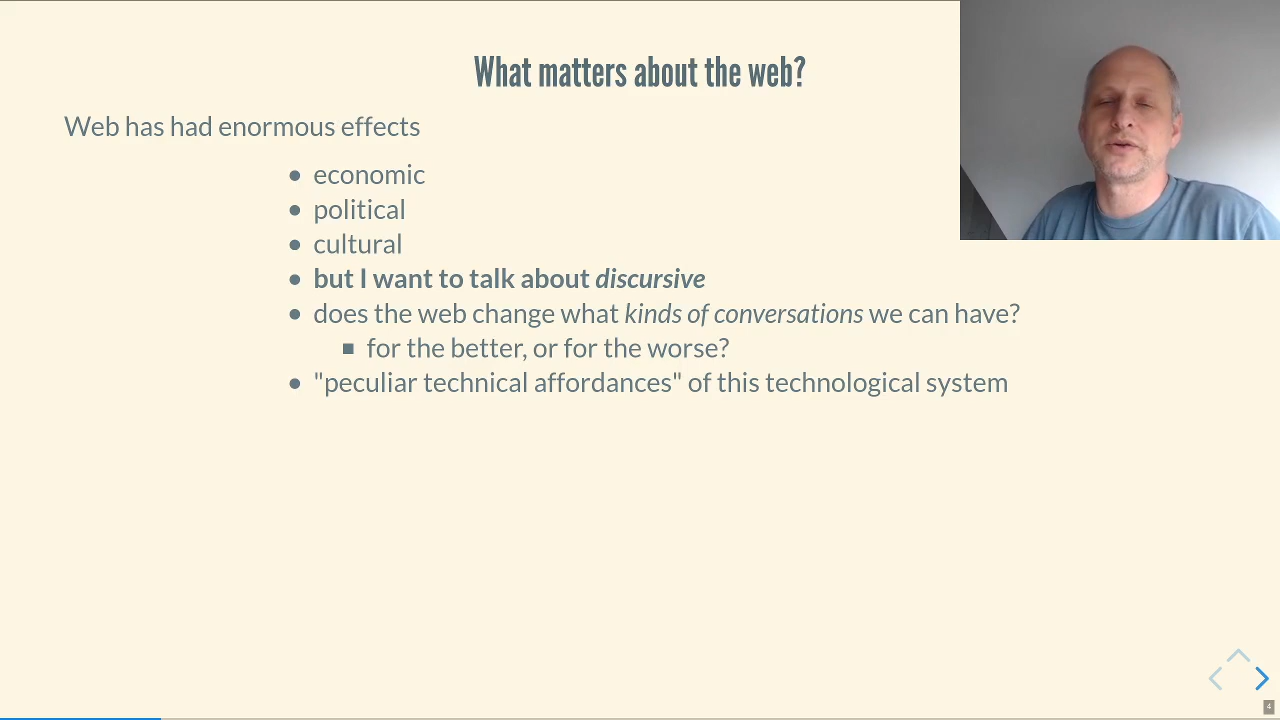 What matters about the web?
Web has had enormous effects
economic
political
cultural
but I want to talk about discursive
does the web change what kinds of conversations we can have?
for the better, or for the worse?
"peculiar technical affordances" of this technological system
4